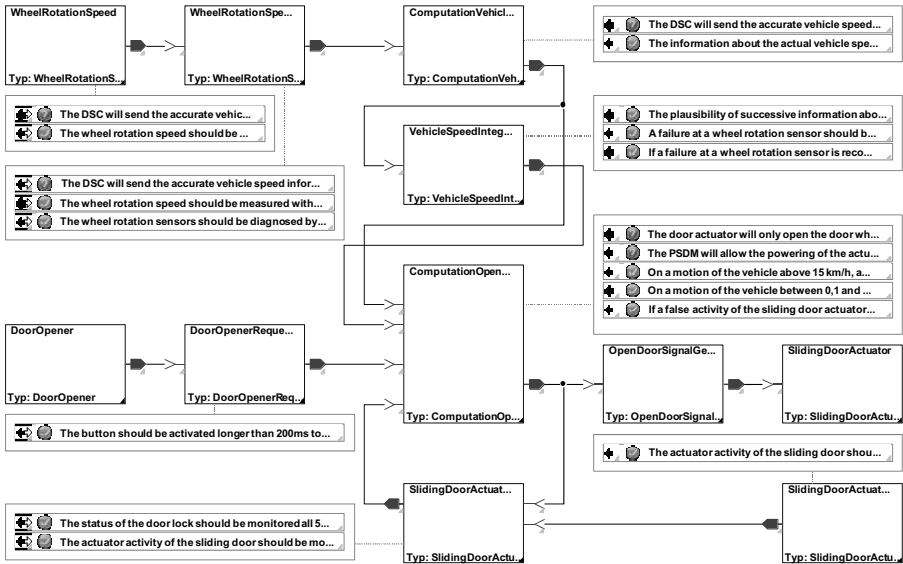 WheelRotationSpeed
Typ: WheelRotationS...
WheelRotationSpe...
Typ: WheelRotationS...
ComputationVehicl...
Typ: ComputationVeh...
The DSC will send the accurate vehicle speed...
The information about the actual vehicle spe...
The DSC will send the accurate vehic...
The wheel rotation speed should be ...
VehicleSpeedInteg...
Typ: VehicleSpeedInt...
The plausibility of successive information abo...
A failure at a wheel rotation sensor should b...
If a failure at a wheel rotation sensor is reco...
The DSC will send the accurate vehicle speed infor...
The wheel rotation speed should be measured with...
The wheel rotation sensors should be diagnosed by...
ComputationOpen...
Typ: ComputationOp...
The door actuator will only open the door wh...
The PSDM will allow the powering of the actu...
On a motion of the vehicle above 15 km/h, a...
On a motion of the vehicle between 0,1 and ...
If a false activity of the sliding door actuator...
DoorOpener
Typ: DoorOpener
DoorOpenerReque...
Typ: DoorOpenerReq...
OpenDoorSignalGe...
Typ: OpenDoorSignal...
SlidingDoorActuator
Typ: SlidingDoorActu...
The button should be activated longer than 200ms to...
The actuator activity of the sliding door shou...
SlidingDoorActuat...
Typ: SlidingDoorActu...
SlidingDoorActuat...
Typ: SlidingDoorActu...
The status of the door lock should be monitored all 5...
The actuator activity of the sliding door should be mo...